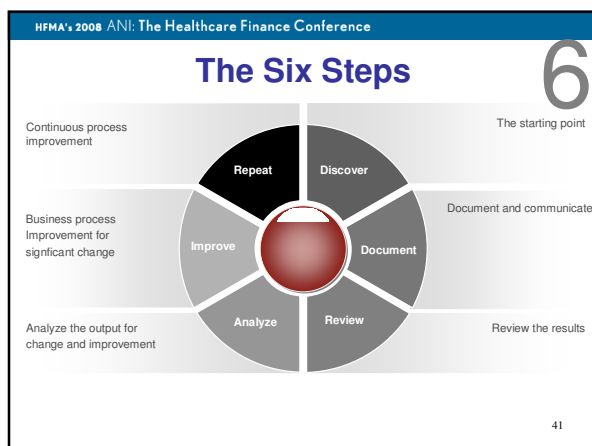 HFMA's 2008 ANI: The Healthcare Finance Conference
The Six Steps
6
Continuous process
improvement
The starting point
Repeat
Discover
Business process
Improvement for
signficant change
Document and communicate
Improve
Document
Analyze the output for
change and improvement
Review the results
Analyze
Review
41